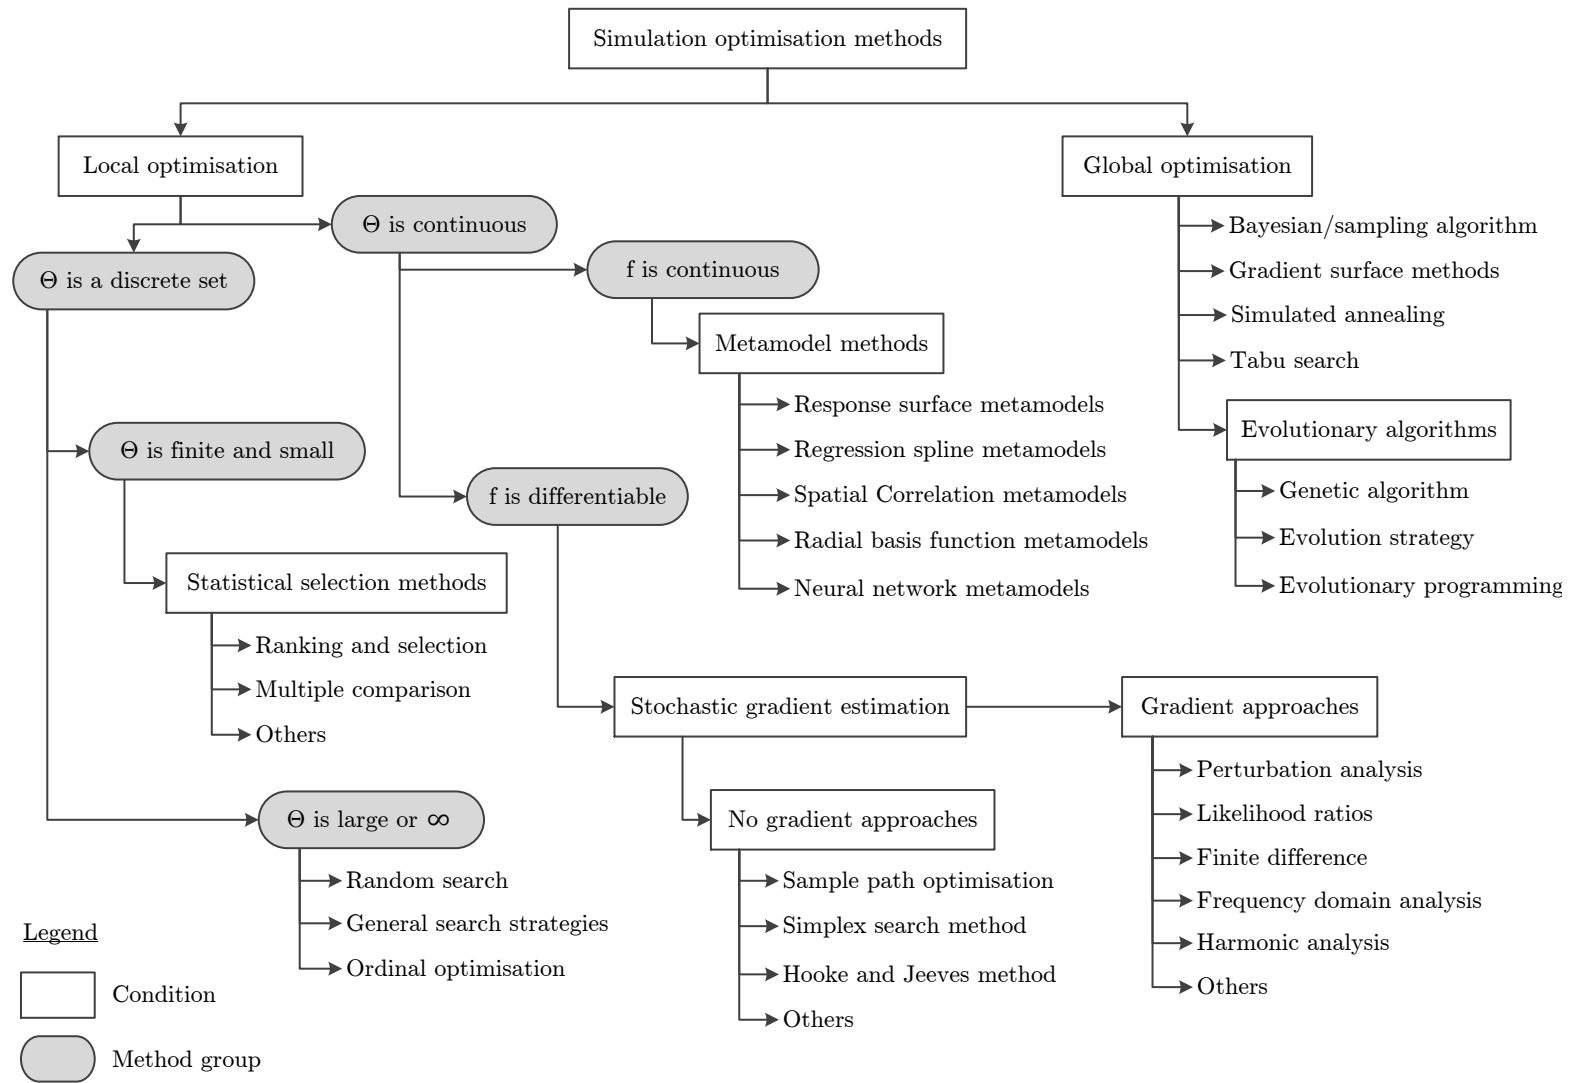 Simulation optimisation methods
Local optimisation
Global optimisation
Θ is continuous
Bayesian/sampling algorithm
Θ is a discrete set
f is continuous
Gradient surface methods
Simulated annealing
Metamodel methods
Tabu search
Response surface metamodels
Evolutionary algorithms
Θ is finite and small
Regression spline metamodels
f is differentiable
Spatial Correlation metamodels
Genetic algorithm
Radial basis function metamodels
Evolution strategy
Statistical selection methods
Neural network metamodels
Evolutionary programming
Ranking and selection
Multiple comparison
Others
Stochastic gradient estimation
Gradient approaches
Perturbation analysis
Likelihood ratios
Θ is large or ∞
No gradient approaches
Finite difference
Random search
Sample path optimisation
Frequency domain analysis
General search strategies
Simplex search method
Harmonic analysis
Ordinal optimisation
Hooke and Jeeves method
Others
Others
Legend
Condition
Method group